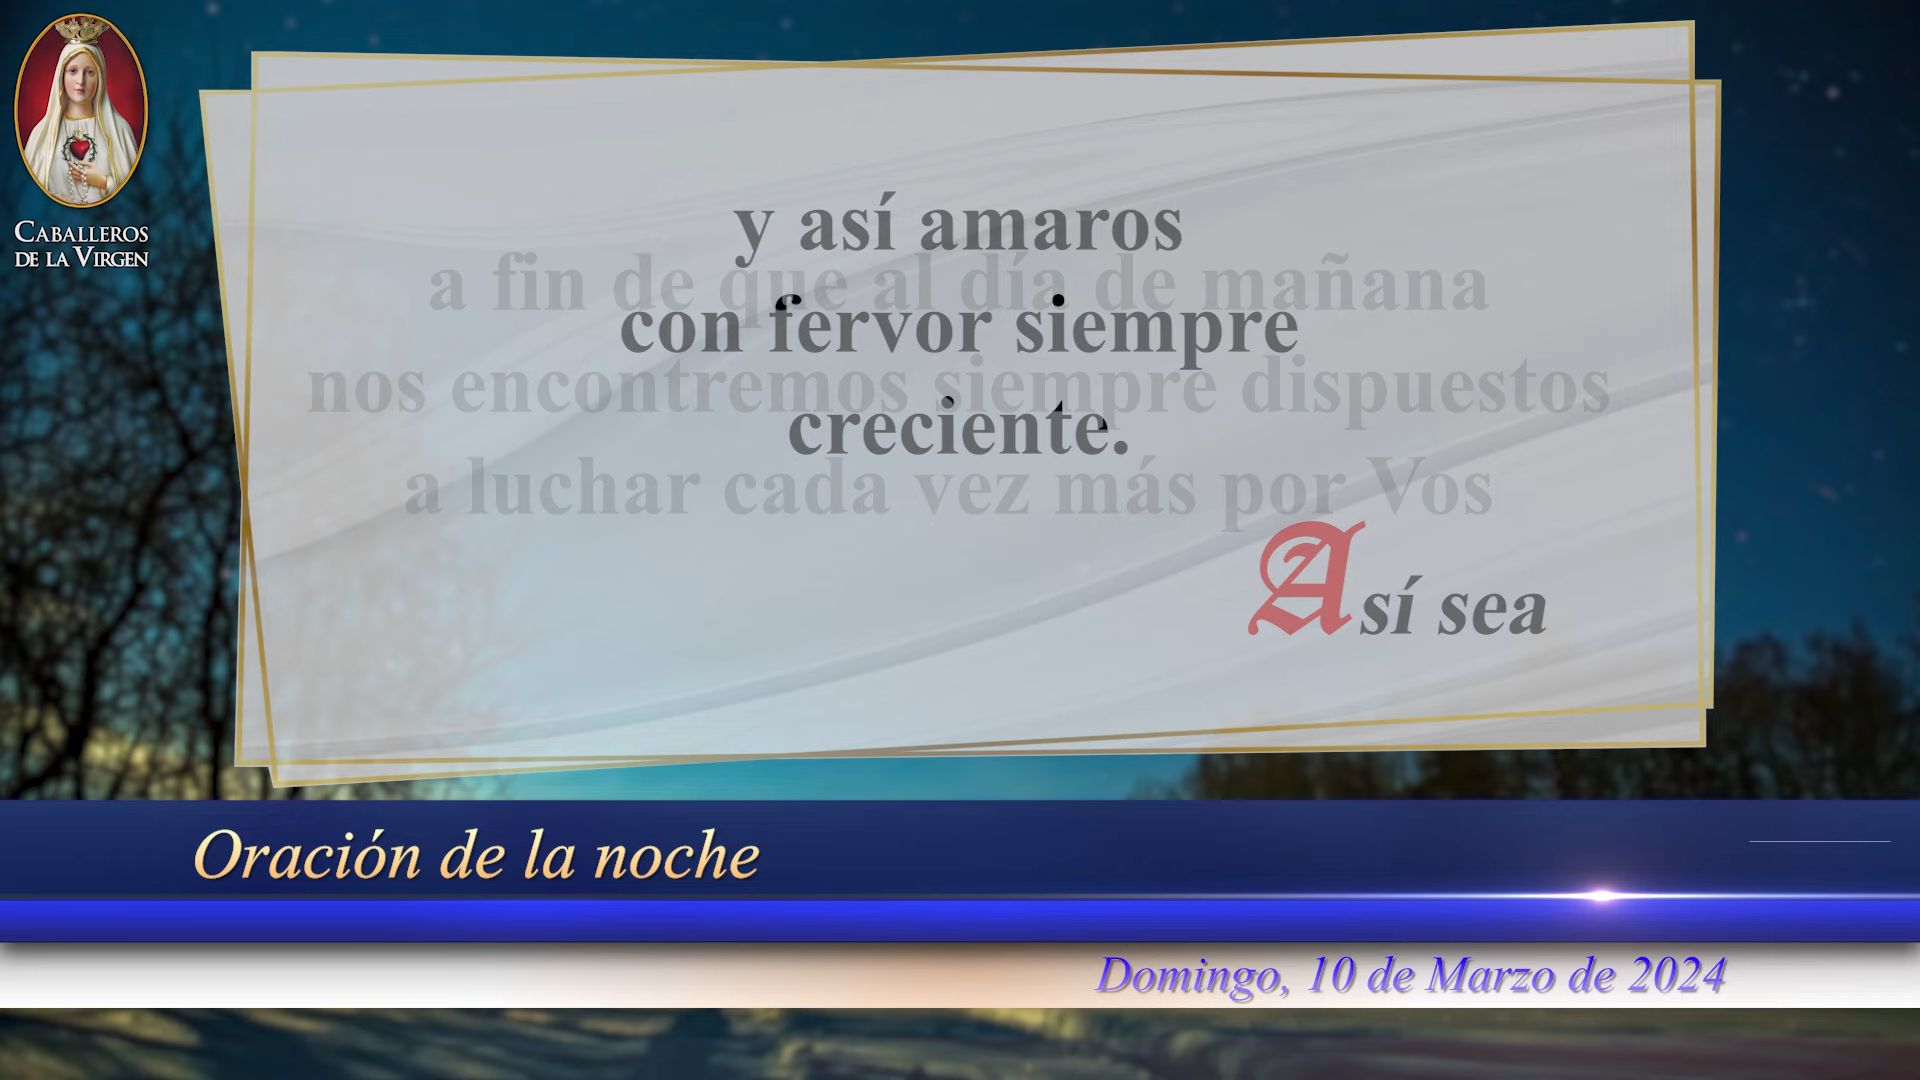 CABALLEROS
DE LA VIRGEN
a fin de que al día de mañana
nos encontremos siempre dispuestos
a luchar cada vez más por Vos
y así amaros
con fervor siempre
creciente.
Así sea
Oración de la noche
Domingo, 10 de Marzo de 2024